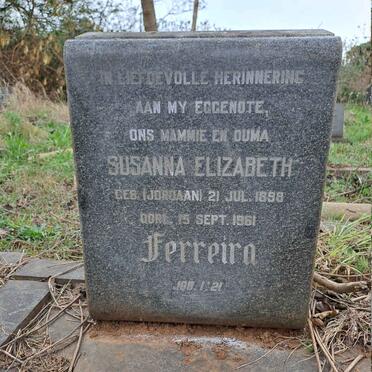 IN LIEFDEVOLLE HERINNERING
AAN MY EGGENOTE,
ONS MAMMIE EN OUMA
SUSANNA ELIZABETH
GEB. (JORDAAN) 21 JUL. 1898
OORL. 15 SEPT. 1961
Ferreira
JOB. 1:21